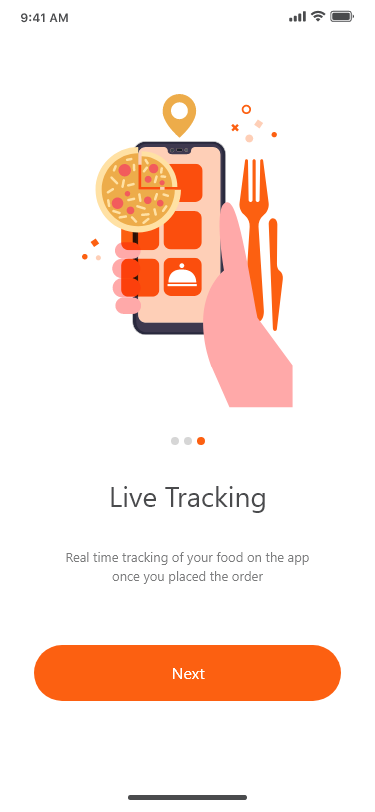 9:41 AM
Live Tracking
Real time tracking of your food on the app
once you placed the order
Next